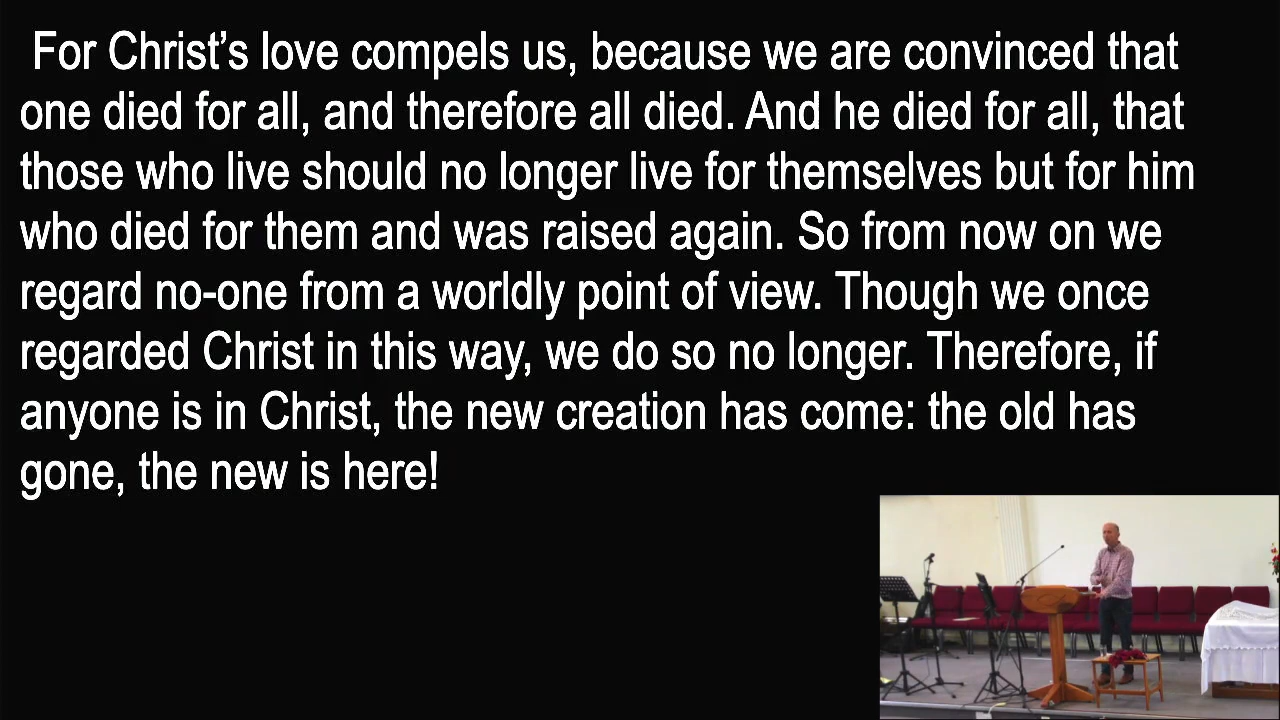 For Christ’s love compels us, because we are convinced that
one died for all, and therefore all died. And he died for all, that
those who live should no longer live for themselves but for him
who died for them and was raised again. So from now on we
regard no-one from a worldly point of view. Though we once
regarded Christ in this way, we do so no longer. Therefore, if
anyone is in Christ, the new creation has come: the old has
gone, the new is here!